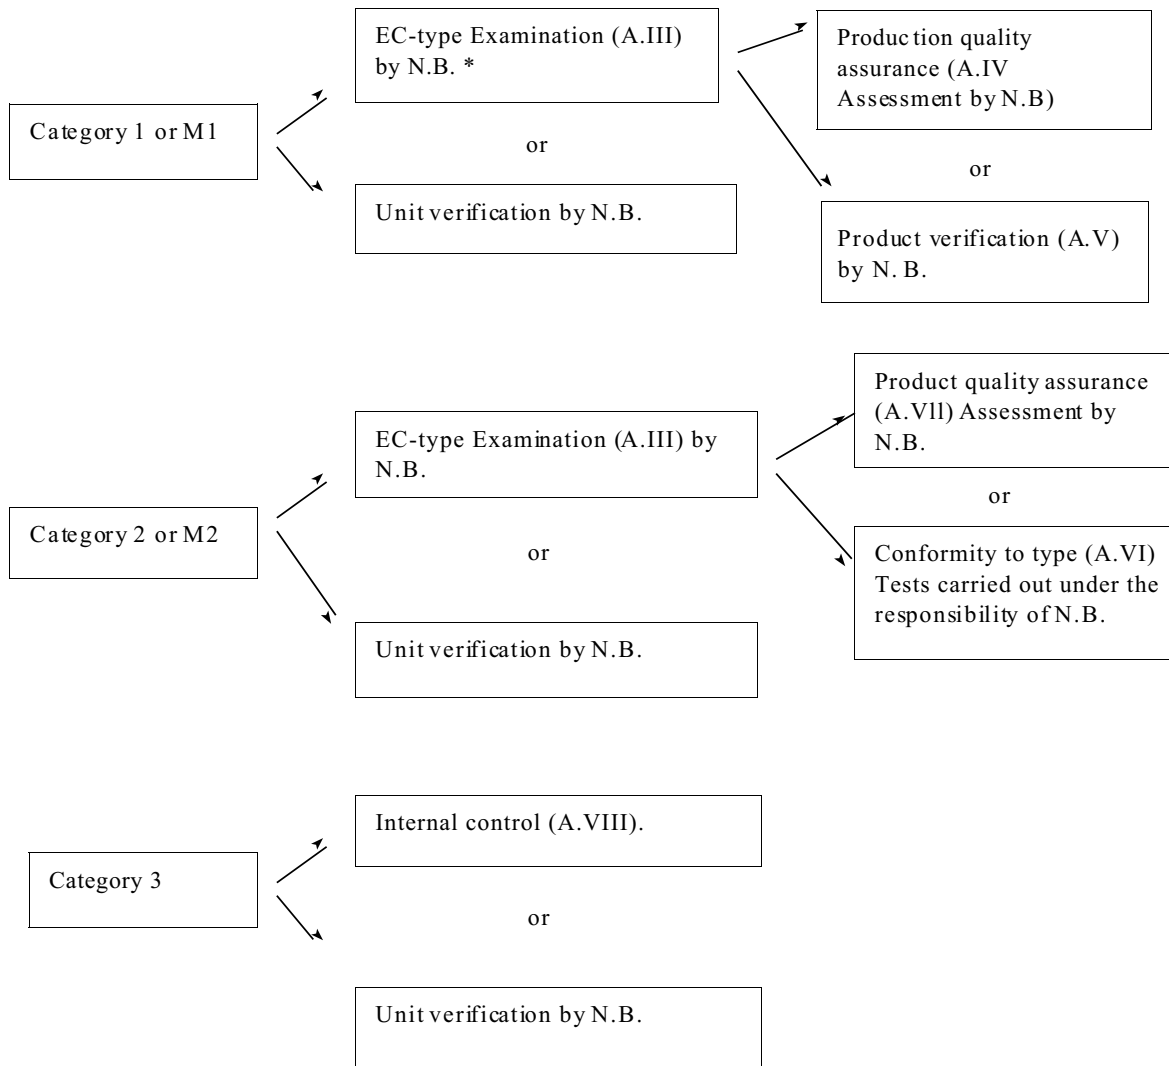 EC-type Examination (A.III)
by N.B. *
Production quality
assurance (A.IV
Assessment by N.B)
Category 1 or M1
or
or
Unit verification by N.B.
Product verification (A.V)
by N. B.
Product quality assurance
(A.Vll) Assessment by
N.B.
EC-type Examination (A.III) by
N.B.
or
Category 2 or M2
or
Conformity to type (A.VI)
Tests carried out under the
responsibility of N.B.
Unit verification by N.B.
Internal control (A.VIII).
Category 3
or
Unit verification by N.B.